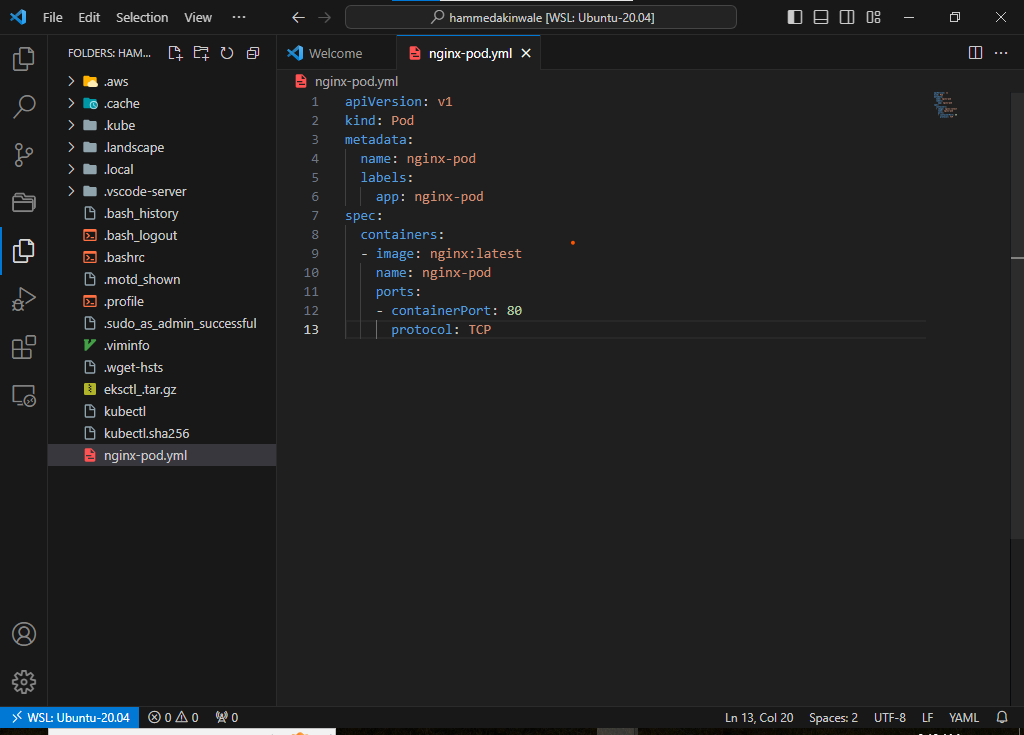 File Edit Selection View ··· hammedakinwale [WSL: Ubuntu-20.04]
FOLDERS: HAM...
.aws
.cache
.kube
.landscape
.local
.vscode-server
.bash_history
.bash_logout
.bashrc
.motd_shown
.profile
.sudo_as_admin_successful
.viminfo
.wget-hsts
eksctl_.tar.gz
kubectl
kubectl.sha256
nginx-pod.yml
Welcome nginx-pod.yml
nginx-pod.yml
1 apiVersion: v1
2 kind: Pod
3 metadata:
4   name: nginx-pod
5   labels:
6     app: nginx-pod
7 spec:
8   containers:
9   - image: nginx:latest
10     name: nginx-pod
11     ports:
12     - containerPort: 80
13       protocol: TCP
WSL: Ubuntu-20.04 0 0 0 Ln 13, Col 20 Spaces: 2 UTF-8 LF YAML